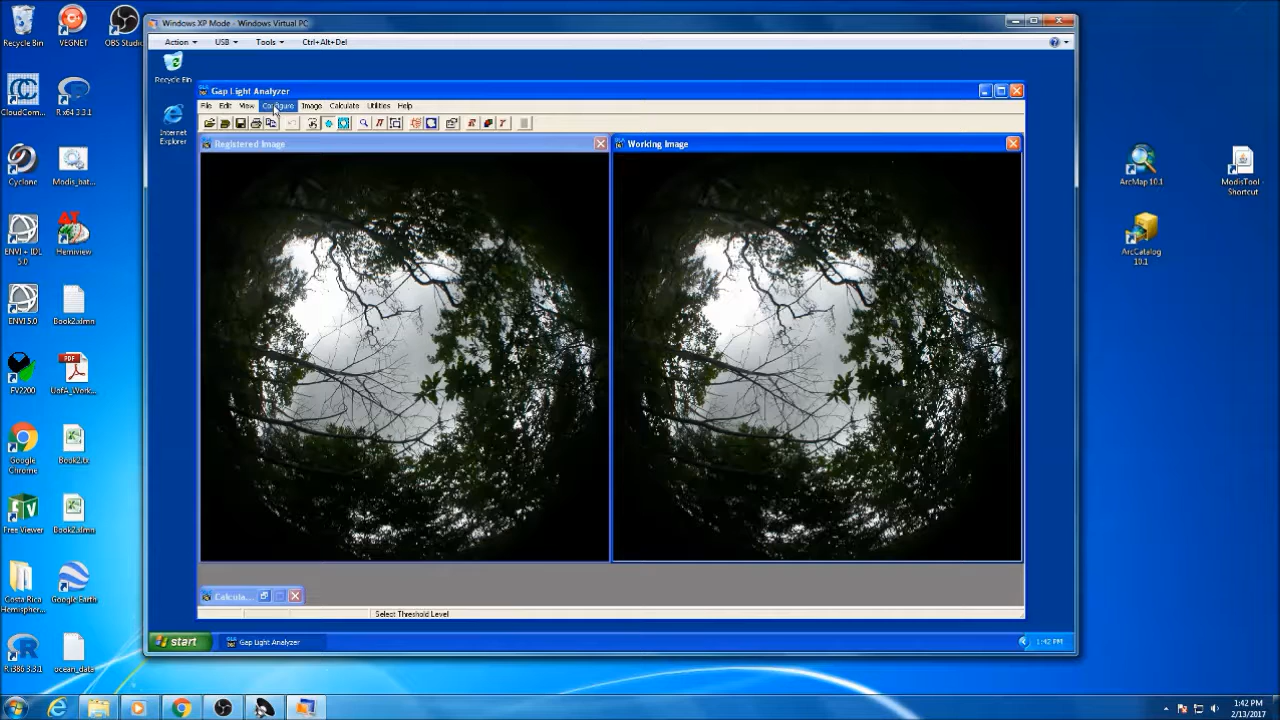 Recycle Bin
VEGNET
OBS Studio
Windows XP Mode - Windows Virtual PC
Action
USB
Tools
Ctrl+Alt+Del
Recycle Bin
Internet
Explorer
Gap Light Analyzer
File Edit View Configure Image Calculate Utilities Help
Registered Image
Working Image
CloudCom...
R x64 3.3.1
Cyclone
Modis_bat...
ENVI + IDL
5.0
Hemiview
ENVI 5.0
Book2.xlmn
FV2200
UofA_Work...
Google
Chrome
Book2.tx
Free Viewer
Book2.xlmn
Costa Rica
Hemispher...
Google Earth
R i386 3.3.1
ocean_data
ArcMap 10.1
ModisTool -
Shortcut
ArcCatalog
10.1
Calcula...
Select Threshold Level
start
Gap Light Analyzer
1:42 PM
1:42 PM
2/13/2017